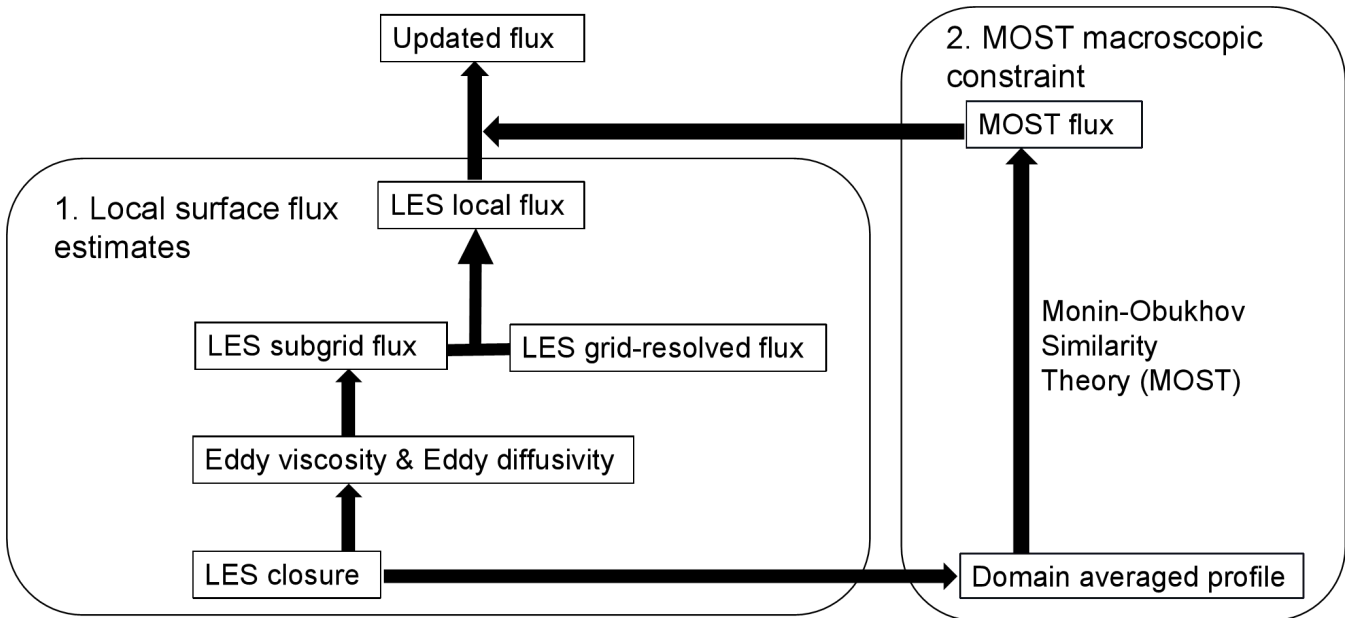 Updated flux
2. MOST macroscopic
constraint
MOST flux
1. Local surface flux
estimates
LES local flux
LES subgrid flux
LES grid-resolved flux
Monin-Obukhov
Similarity
Theory (MOST)
Eddy viscosity & Eddy diffusivity
LES closure
Domain averaged profile